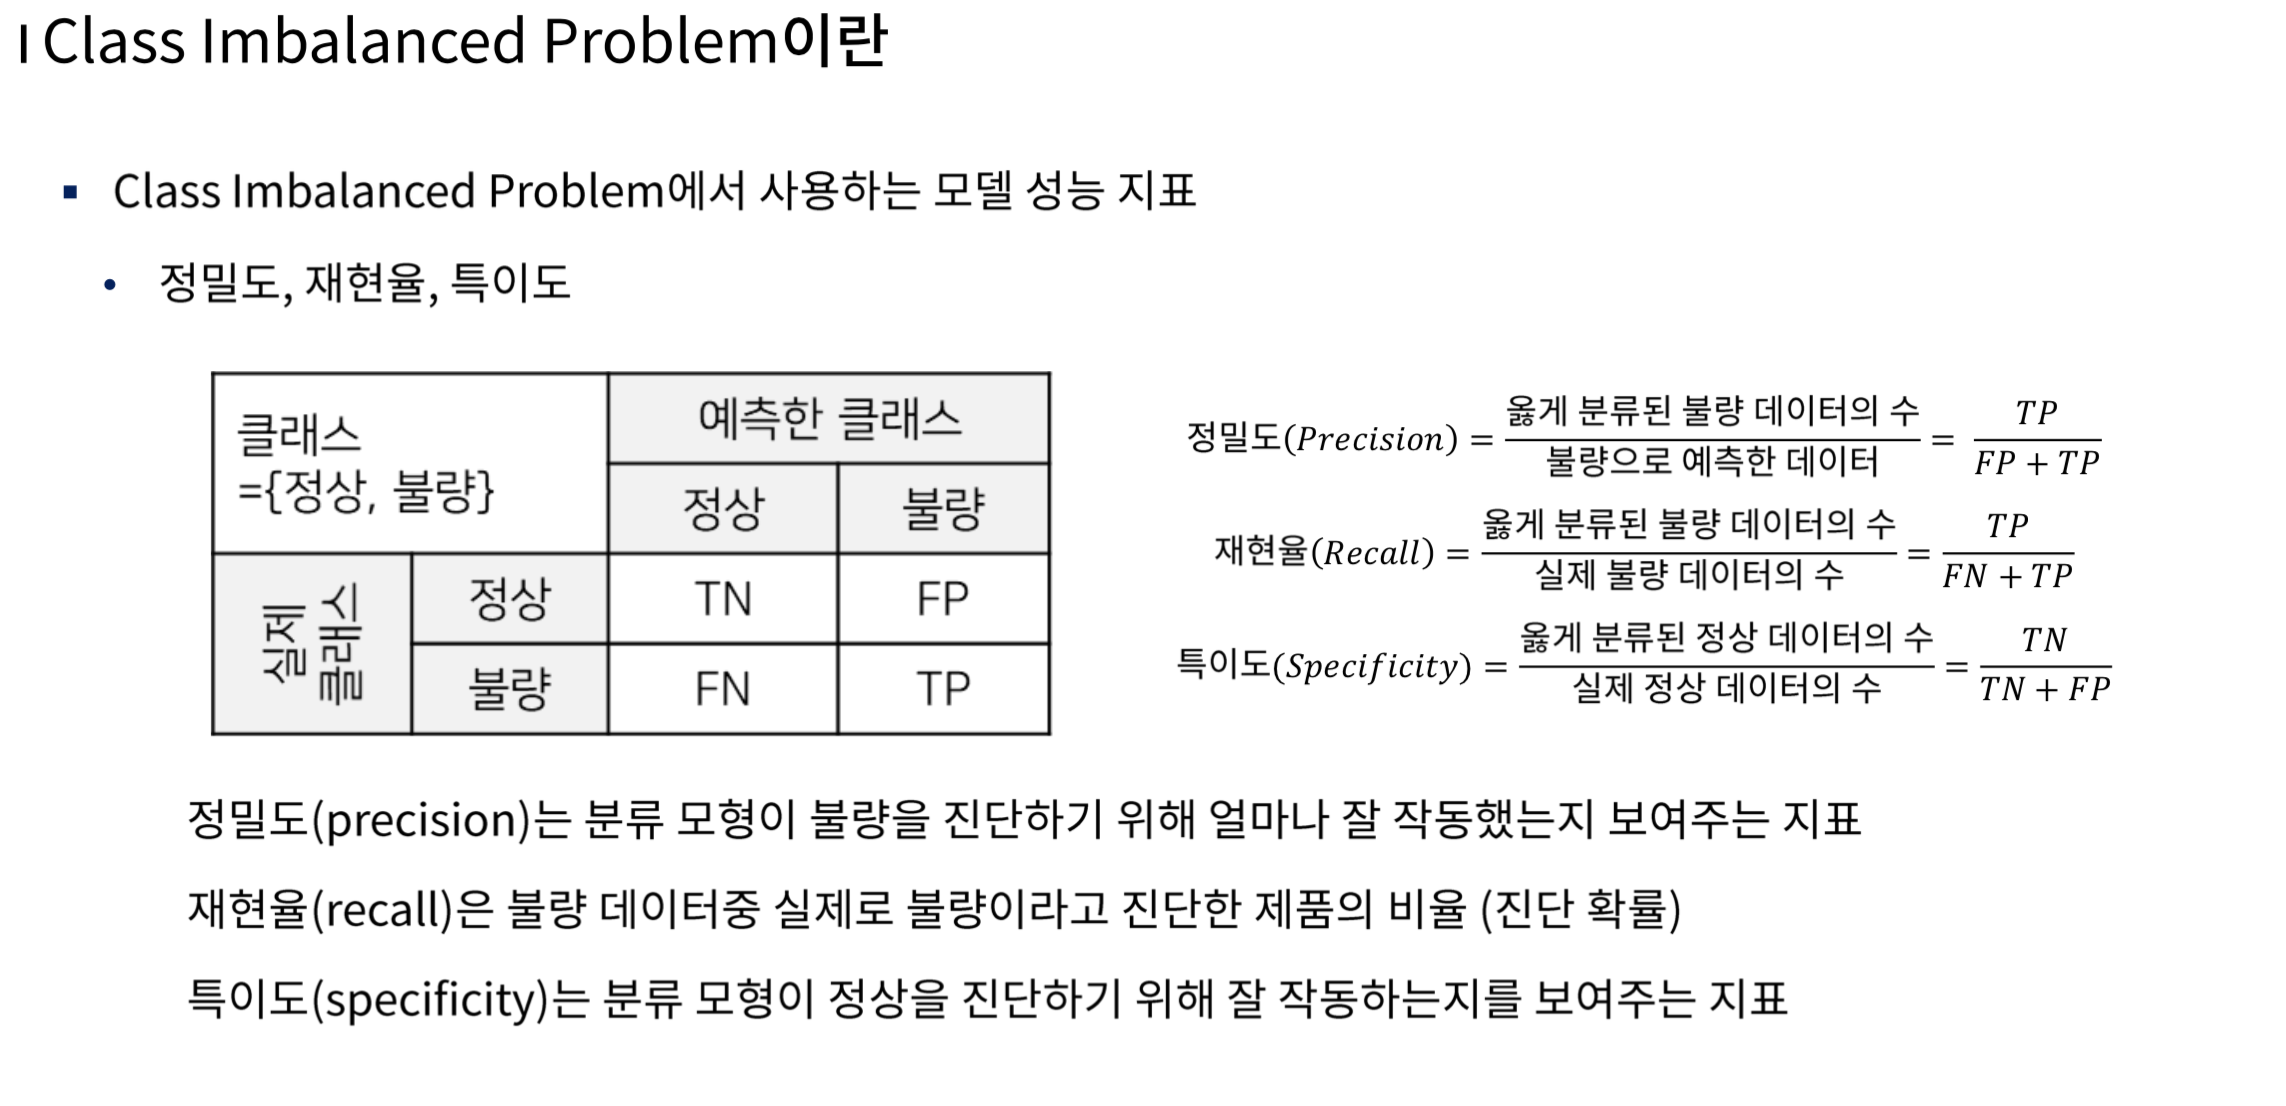 Class Imbalanced Problem이란
Class Imbalanced Problem에서 사용하는 모델 성능 지표
정밀도, 재현율, 특이도
클래스
={정상, 불량}
예측한 클래스
정상 불량
실제
클래스
정상 TN FP
불량 FN TP
정밀도(Precision) = 옳게 분류된 불량 데이터의 수 / 불량으로 예측한 데이터 = TP / FP + TP
재현율(Recall) = 옳게 분류된 불량 데이터의 수 / 실제 불량 데이터의 수 = TP / FN + TP
특이도(Specificity) = 옳게 분류된 정상 데이터의 수 / 실제 정상 데이터의 수 = TN / TN + FP
정밀도(precision)는 분류 모형이 불량을 진단하기 위해 얼마나 잘 작동했는지 보여주는 지표
재현율(recall)은 불량 데이터중 실제로 불량이라고 진단한 제품의 비율 (진단 확률)
특이도(specificity)는 분류 모형이 정상을 진단하기 위해 잘 작동하는지를 보여주는 지표